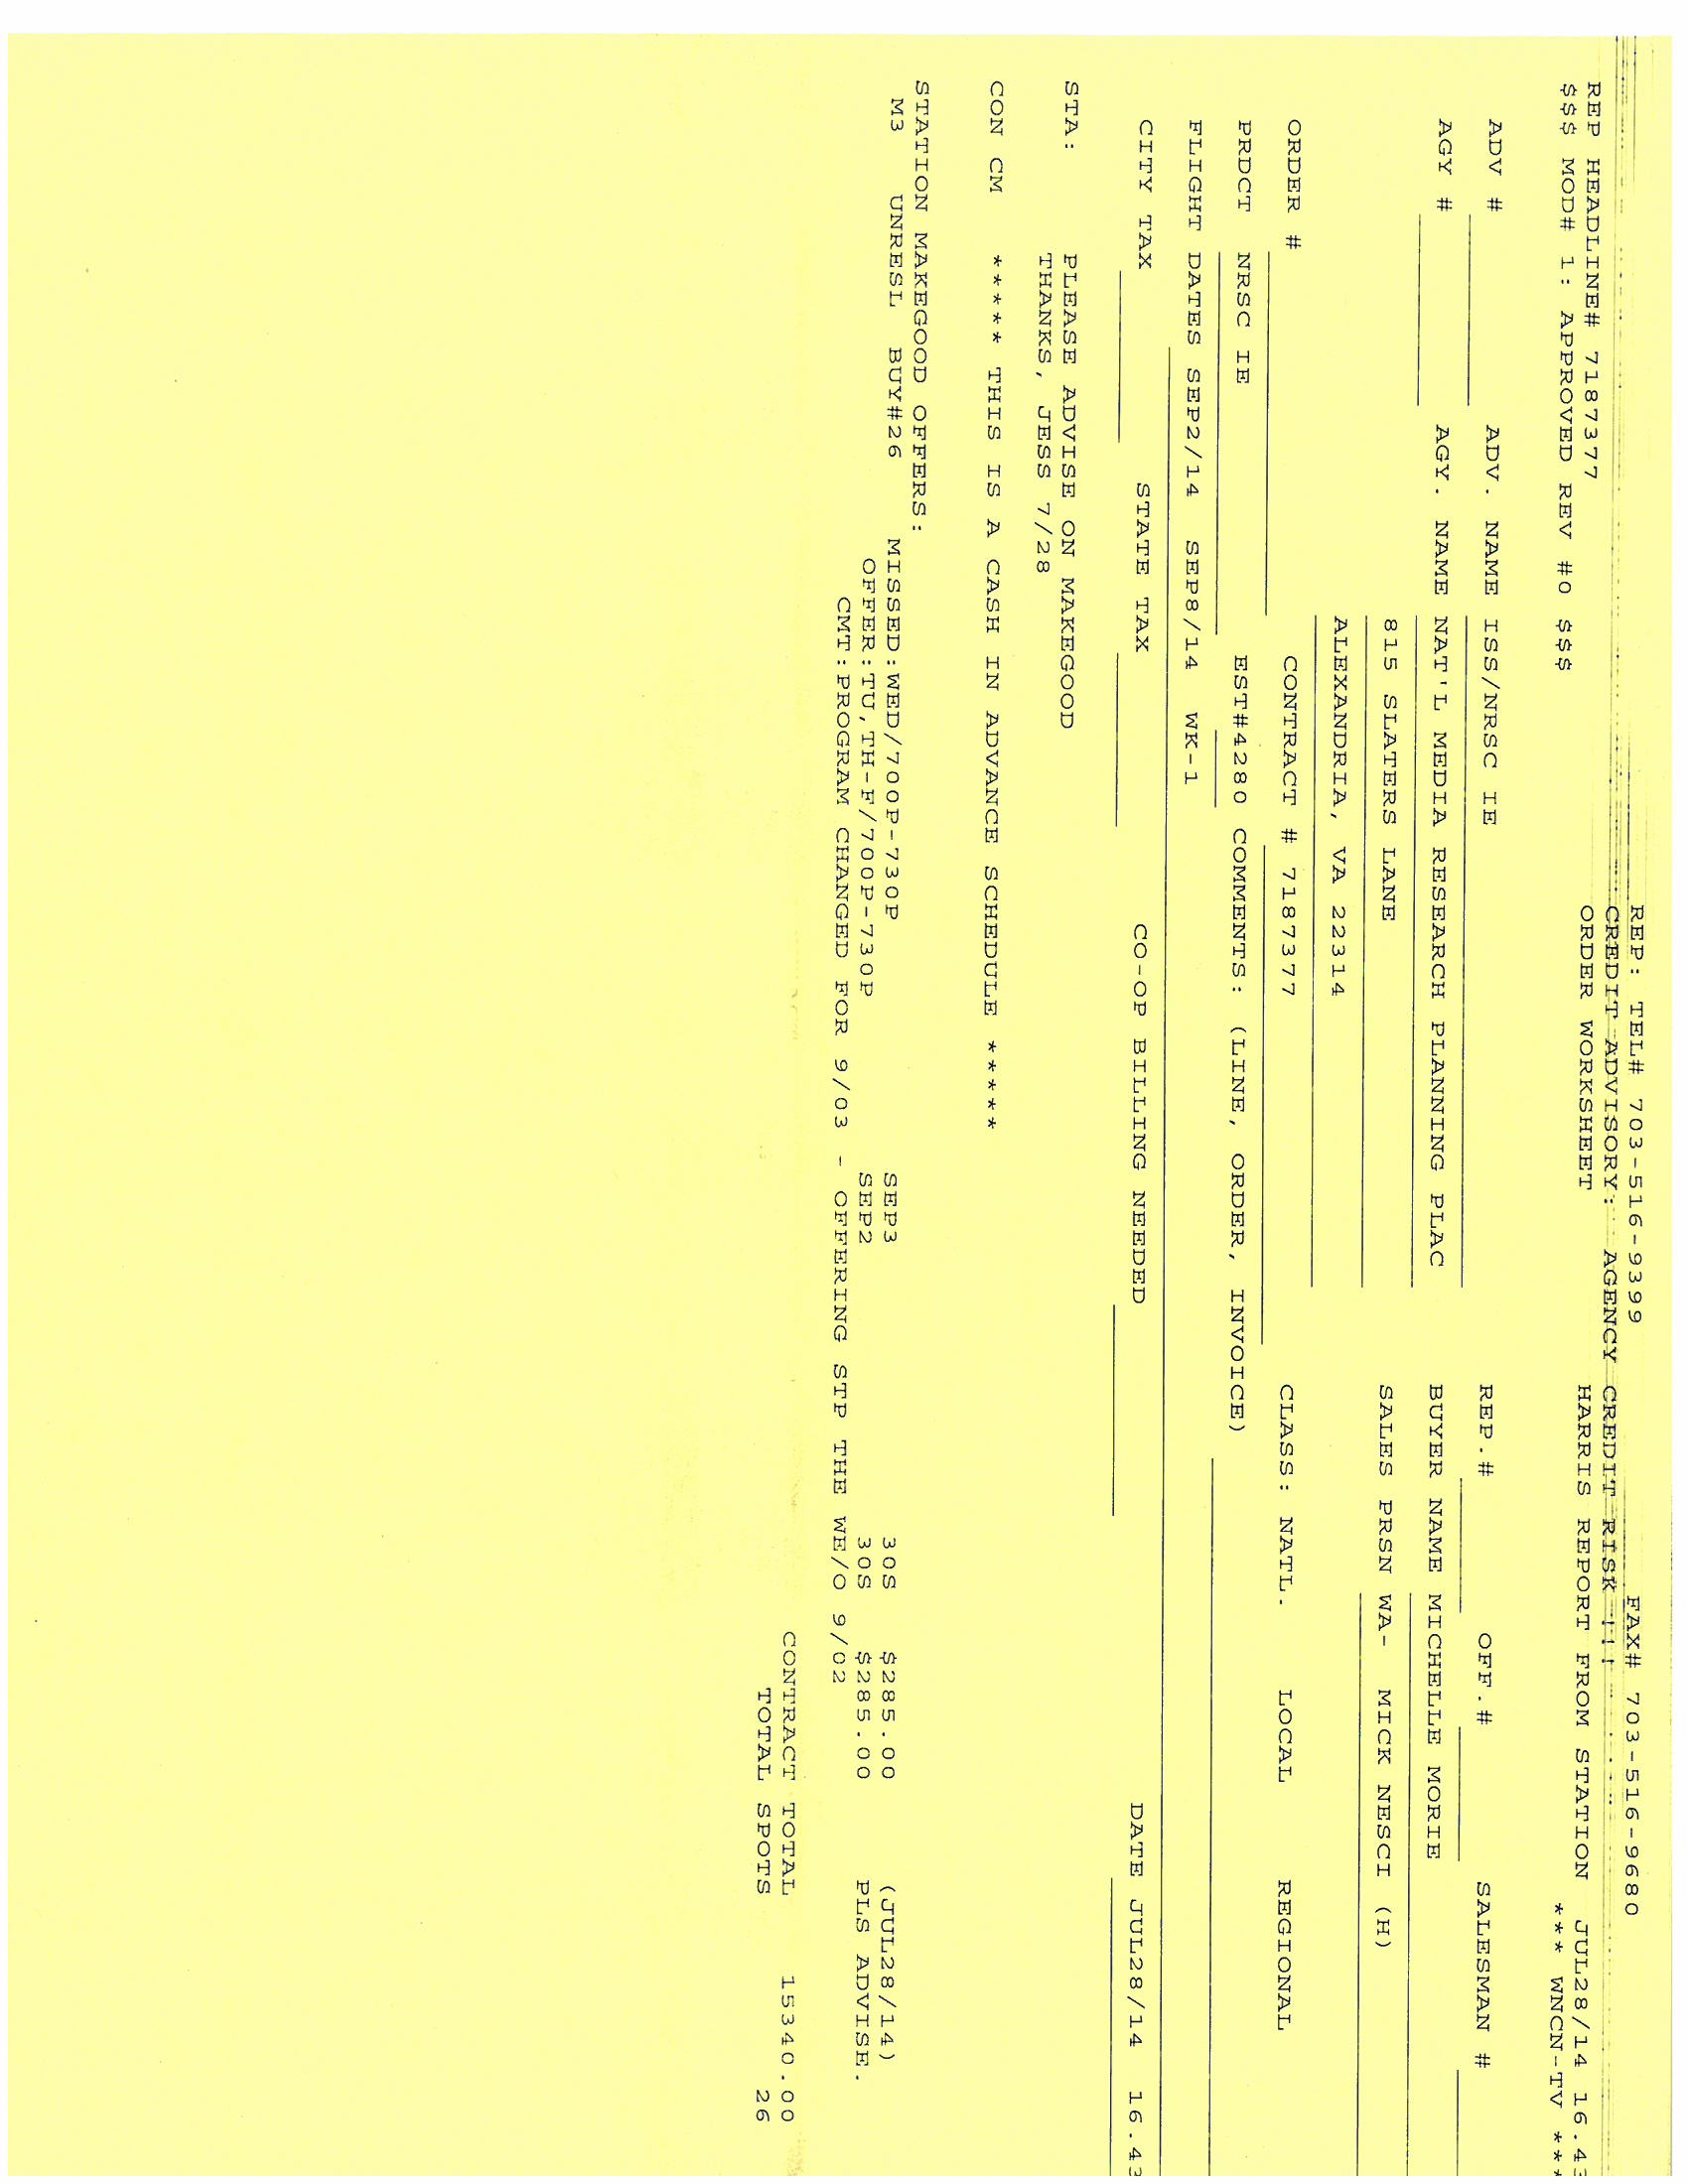 REP: TEL# 703-516-9399 FAX# 703-516-9680
CREDIT ADVISORY: AGENCY CREDIT RISK !!!
REP HEADLINE# 7187377 ORDER WORKSHEET HARRIS REPORT FROM STATION JUL28/14 16.43
$$$ MOD# 1: APPROVED REV #0 $$$ *** WNCN-TV ***
ADV # ADV. NAME ISS/NRSC IE REP.# OFF.# SALESMAN #
AGY # AGY. NAME NAT'L MEDIA RESEARCH PLANNING PLAC BUYER NAME MICHELLE MORIE
815 SLATERS LANE SALES PRSN WA- MICK NESCI (H)
ALEXANDRIA, VA 22314
ORDER # CONTRACT # 7187377 CLASS: NATL. LOCAL REGIONAL
PRDCT NRSC IE EST#4280 COMMENTS: (LINE, ORDER, INVOICE)
FLIGHT DATES SEP2/14 SEP8/14 WK-1
CITY TAX STATE TAX CO-OP BILLING NEEDED DATE JUL28/14 16.43
STA: PLEASE ADVISE ON MAKEGOOD
THANKS, JESS 7/28
CON CM ***** THIS IS A CASH IN ADVANCE SCHEDULE *****
STATION MAKEGOOD OFFERS:
M3 UNRESL BUY#26 MISSED:WED/700P-730P SEP3 30S $285.00 (JUL28/14)
OFFER:TU,TH-F/700P-730P SEP2 30S $285.00 PLS ADVISE.
CMT:PROGRAM CHANGED FOR 9/03 - OFFERING STP THE WE/O 9/02
CONTRACT TOTAL 15340.00
TOTAL SPOTS 26